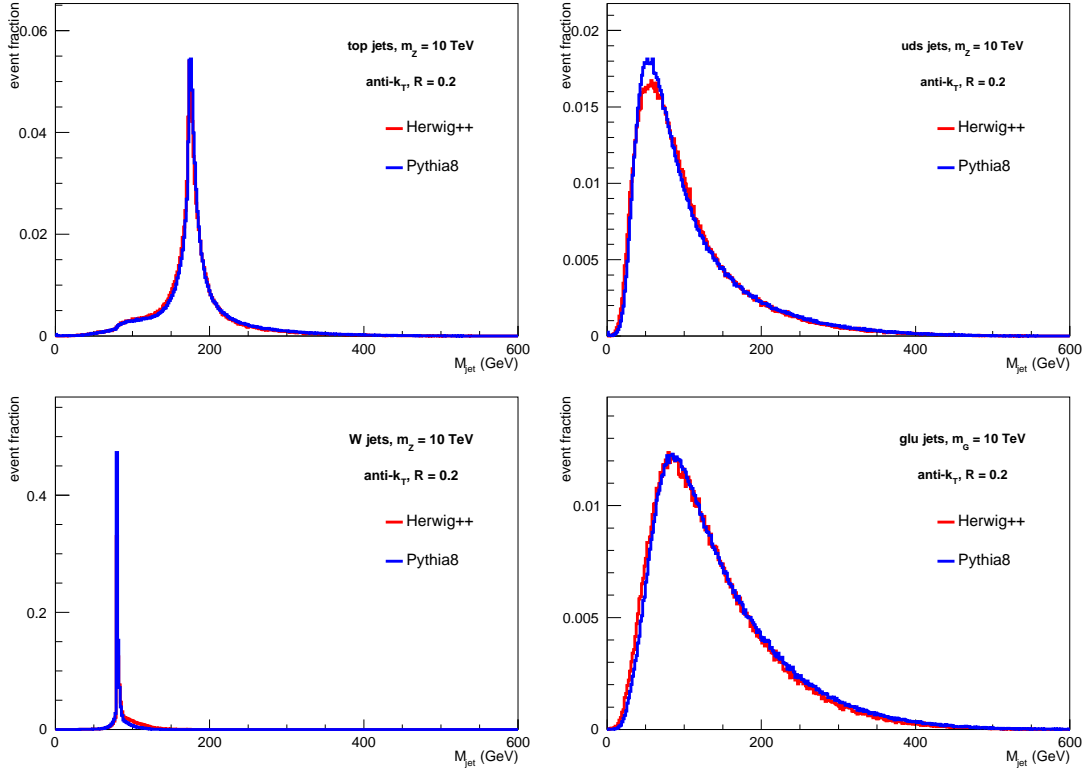 event fraction
0.06
0.04
0.02
0
0 200 400 600
M_jet (GeV)
top jets, m_Z = 10 TeV
anti-k_T, R = 0.2
Herwig++
Pythia8
event fraction
0.02
0.015
0.01
0.005
0
0 200 400 600
M_jet (GeV)
uds jets, m_Z = 10 TeV
anti-k_T, R = 0.2
Herwig++
Pythia8
event fraction
0.4
0.2
0
0 200 400 600
M_jet (GeV)
W jets, m_Z = 10 TeV
anti-k_T, R = 0.2
Herwig++
Pythia8
event fraction
0.01
0.005
0
0 200 400 600
M_jet (GeV)
glu jets, m_G = 10 TeV
anti-k_T, R = 0.2
Herwig++
Pythia8